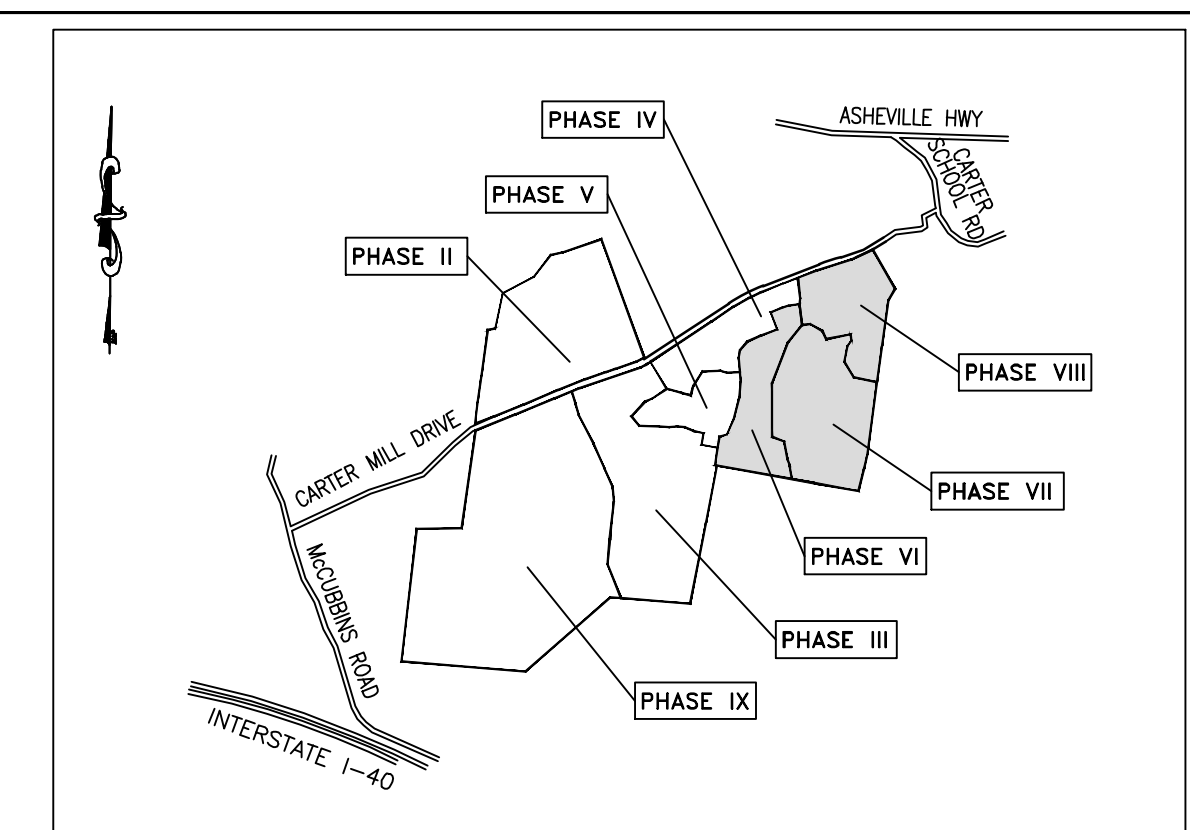 PHASE IV
ASHEVILLE HWY
CARTER
SCHOOL RD
PHASE V
PHASE II
PHASE VIII
CARTER MILL DRIVE
PHASE VII
PHASE VI
McCUBBINS ROAD
PHASE III
PHASE IX
INTERSTATE I-40